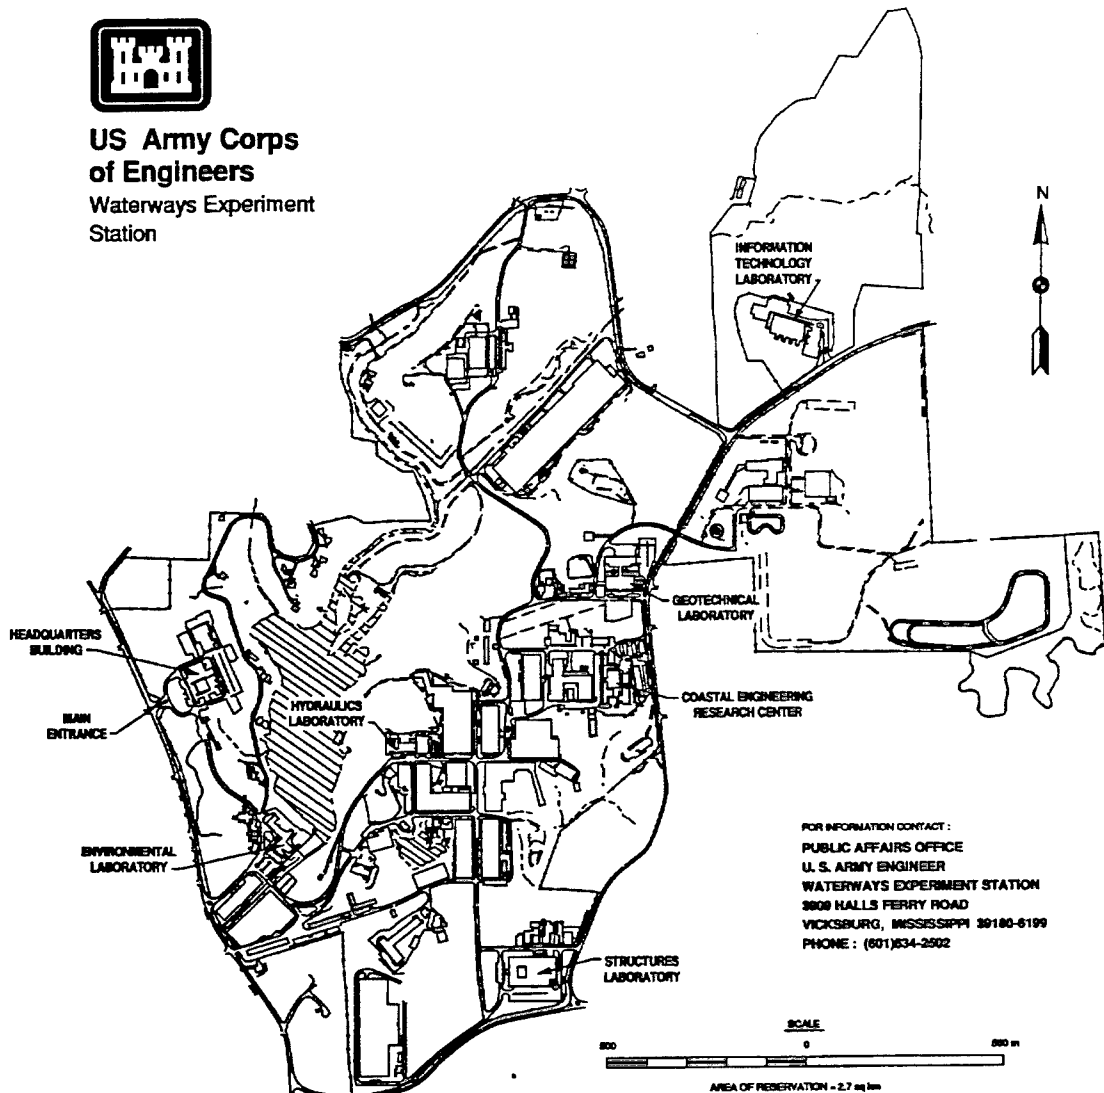 US Army Corps
of Engineers
Waterways Experiment
Station
N
INFORMATION
TECHNOLOGY
LABORATORY
GEOTECHNICAL
LABORATORY
HEADQUARTERS
BUILDING
MAIN
ENTRANCE
HYDRAULICS
LABORATORY
COASTAL ENGINEERING
RESEARCH CENTER
ENVIRONMENTAL
LABORATORY
STRUCTURES
LABORATORY
FOR INFORMATION CONTACT :
PUBLIC AFFAIRS OFFICE
U. S. ARMY ENGINEER
WATERWAYS EXPERIMENT STATION
3909 HALLS FERRY ROAD
VICKSBURG, MISSISSIPPI 39180-6199
PHONE : (601)634-2502
SCALE
500 0 500 m
AREA OF RESERVATION - 2.7 sq km